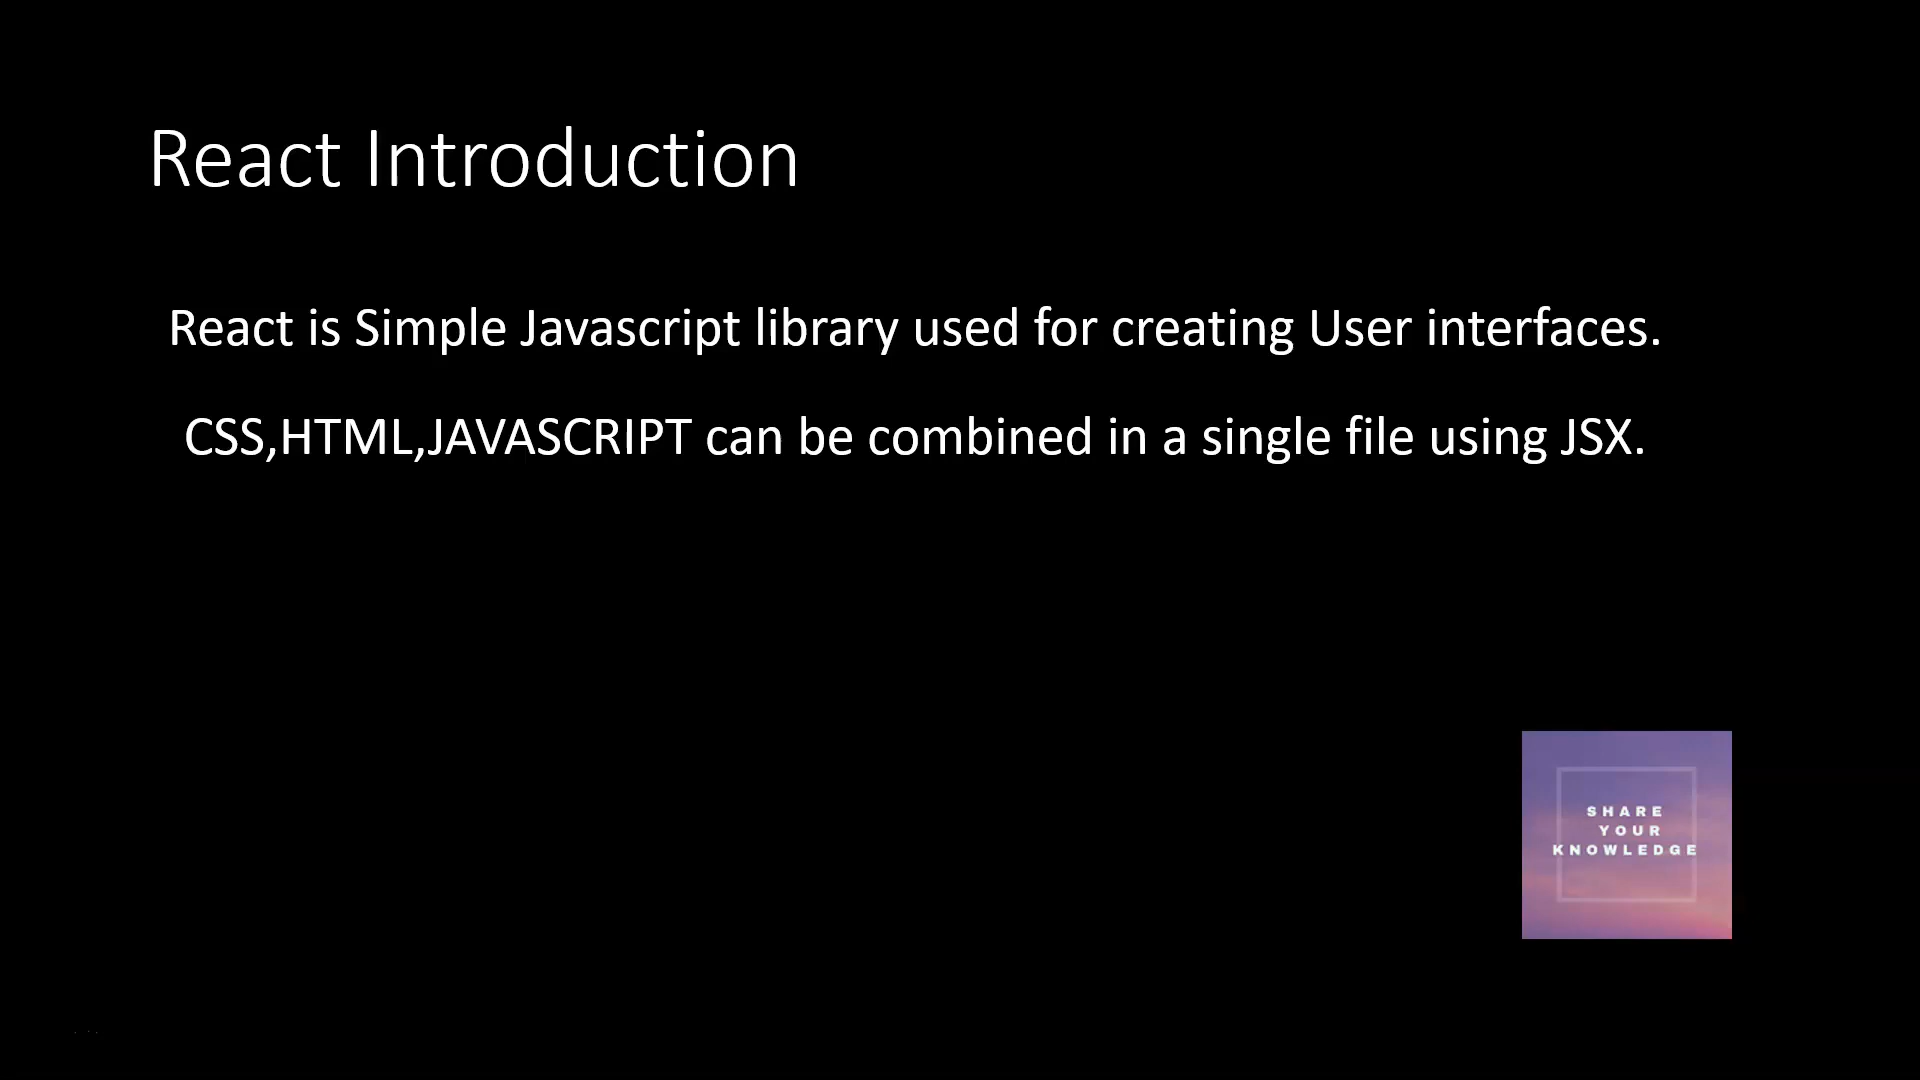 React Introduction
React is Simple Javascript library used for creating User interfaces.
CSS,HTML,JAVASCRIPT can be combined in a single file using JSX.
SHARE
YOUR
KNOWLEDGE